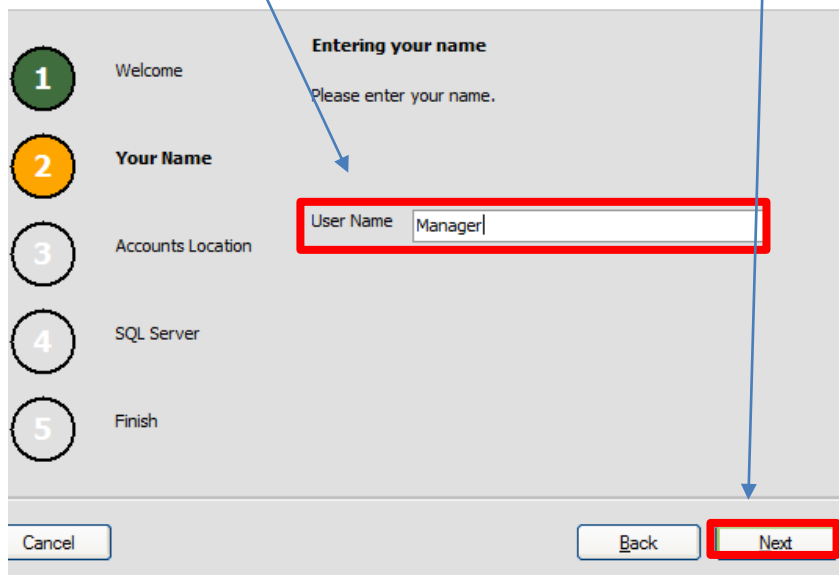 Entering your name
1 Welcome
Please enter your name.
2 Your Name
User Name Manager
3 Accounts Location
4 SQL Server
5 Finish
Cancel Back Next